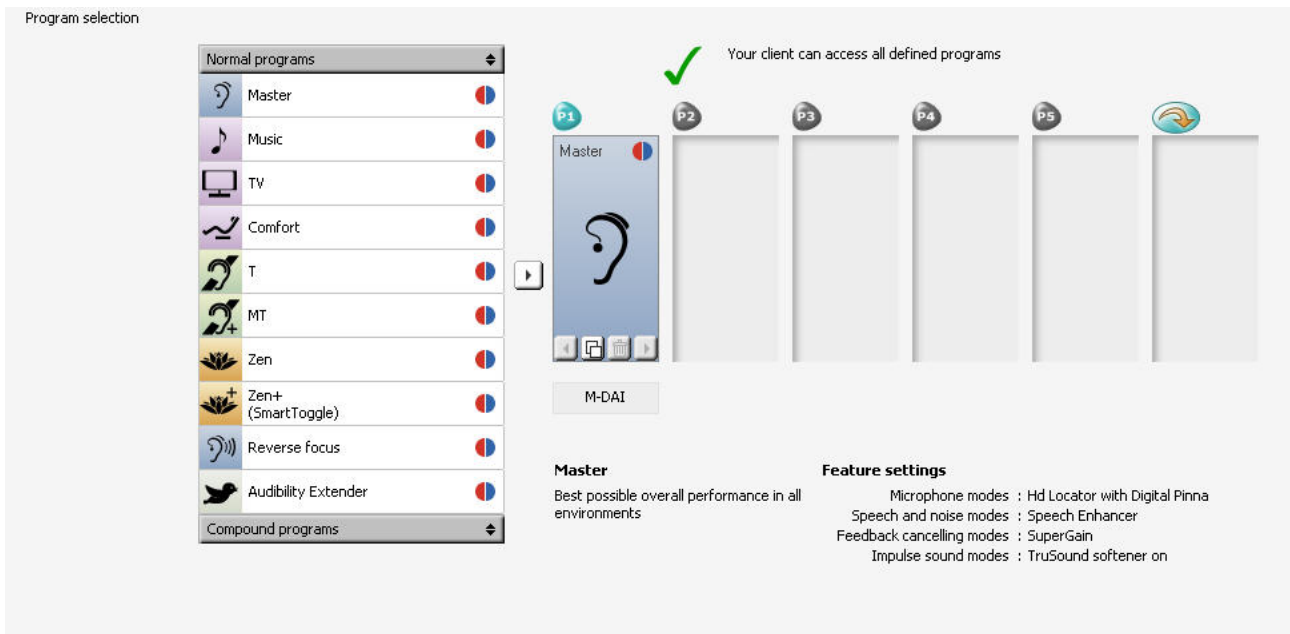 Program selection
Normal programs
Master
Music
TV
Comfort
T
MT
Zen
Zen+
(SmartToggle)
Reverse focus
Audibility Extender
Compound programs
Your client can access all defined programs
P1
P2
P3
P4
P5
Master
M-DAI
Master
Best possible overall performance in all
environments
Feature settings
Microphone modes : Hd Locator with Digital Pinna
Speech and noise modes : Speech Enhancer
Feedback cancelling modes : SuperGain
Impulse sound modes : TruSound softener on